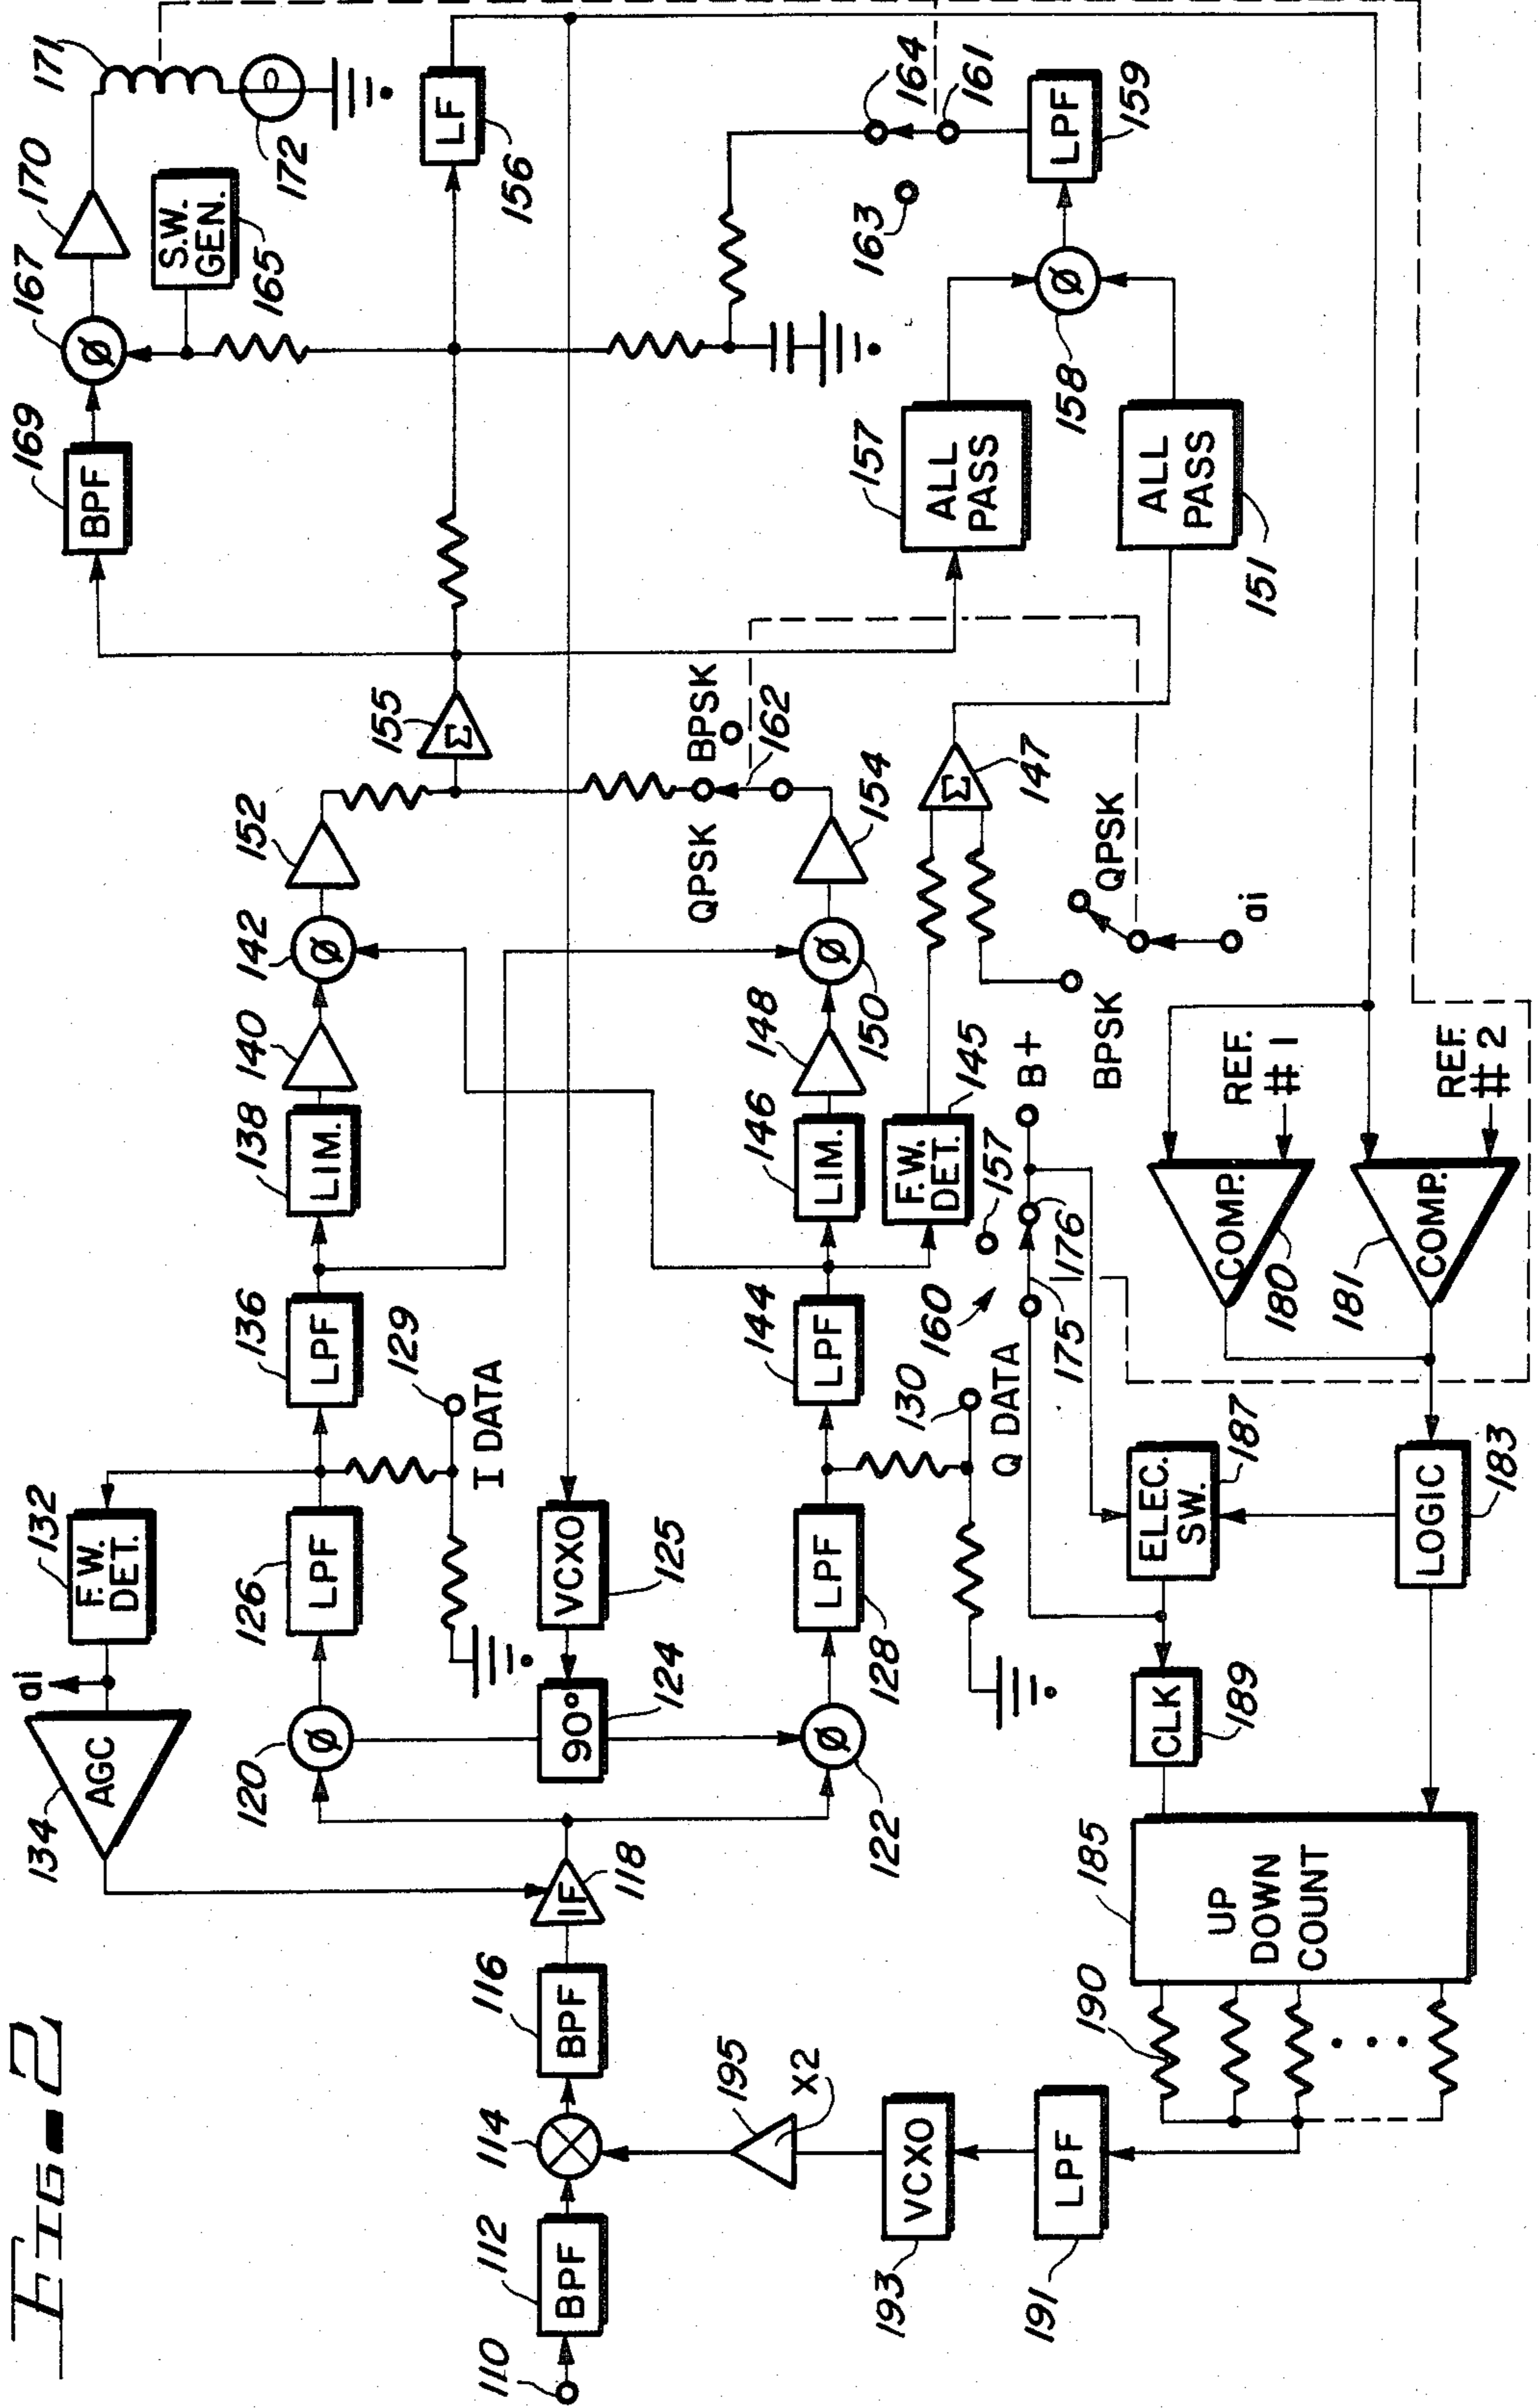 FIG-2
110
112
BPF
114
116
BPF
IF
118
134
AGC
ai
132
F.W.
DET.
120
Ø
126
LPF
136
LPF
138
LIM.
140
142
Ø
152
129
I DATA
90°
124
VCXO
125
122
Ø
128
LPF
144
LPF
146
LIM.
148
150
Ø
154
130
Q DATA
QPSK
BPSK
162
155
Σ
169
BPF
167
Ø
170
171
172
S.W.
GEN.
165
LF
156
164
161
163
LPF
159
158
Ø
157
ALL
PASS
ALL
PASS
151
Σ
147
F.W.
DET.
145
160
157
B+
175
176
BPSK
QPSK
ai
REF.
# 1
REF.
# 2
COMP.
180
COMP.
181
LOGIC
183
ELEC.
SW.
187
CLK
189
185
UP
DOWN
COUNT
190
LPF
191
VCXO
193
195
X2